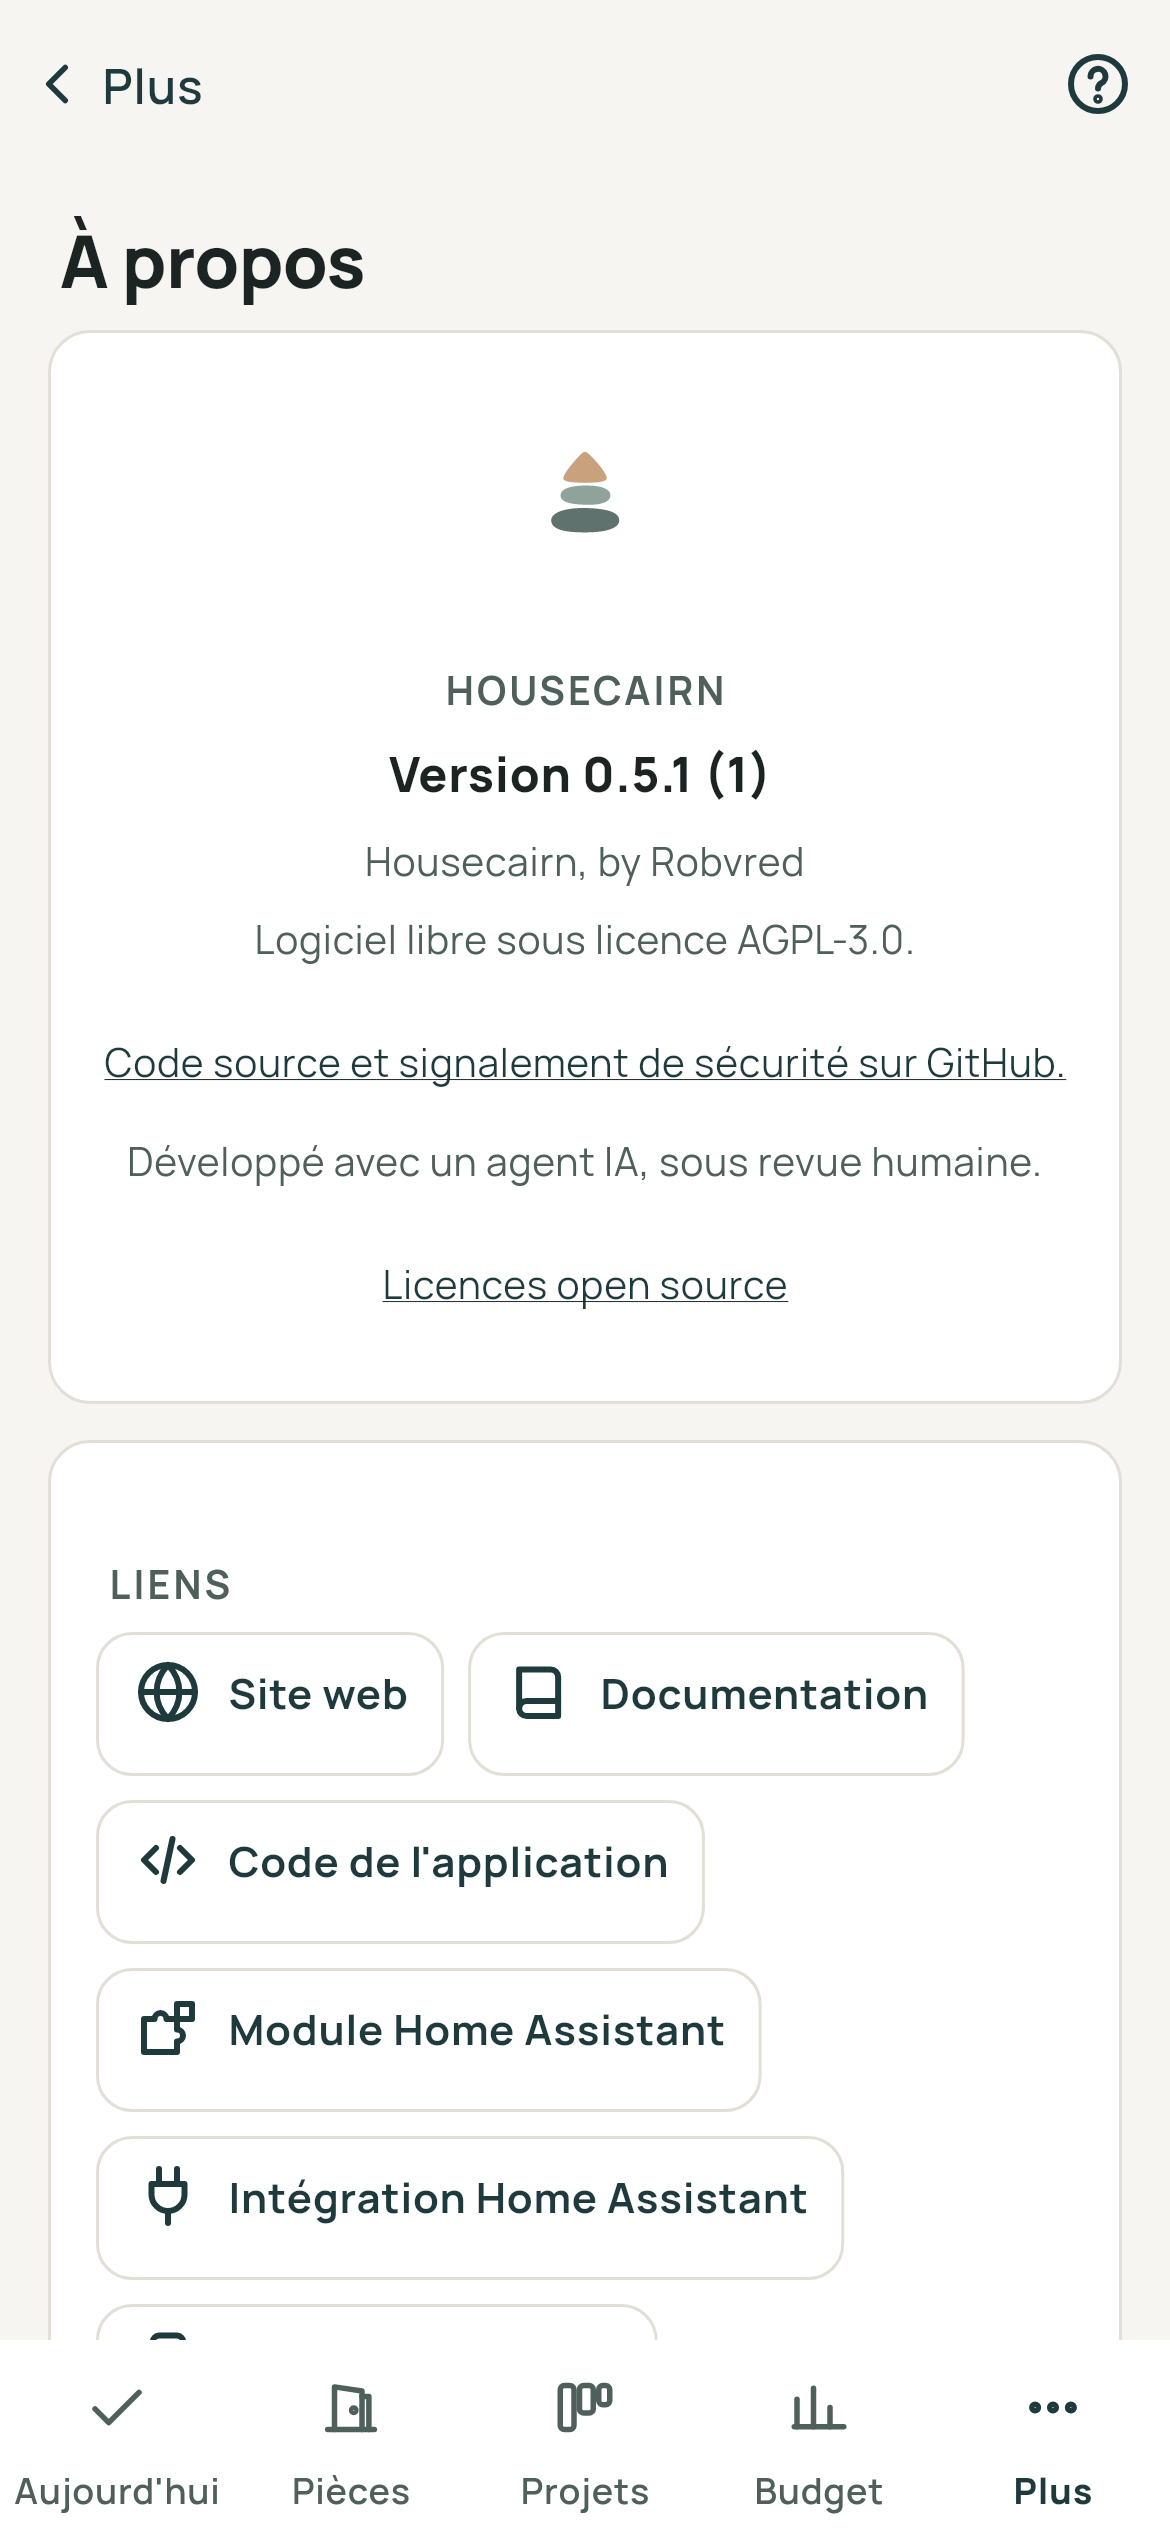 Plus
À propos
HOUSECAIRN
Version 0.5.1 (1)
Housecairn, by Robvred
Logiciel libre sous licence AGPL-3.0.
Code source et signalement de sécurité sur GitHub.
Développé avec un agent IA, sous revue humaine.
Licences open source
LIENS
Site web
Documentation
Code de l'application
Module Home Assistant
Intégration Home Assistant
Aujourd'hui
Pièces
Projets
Budget
Plus